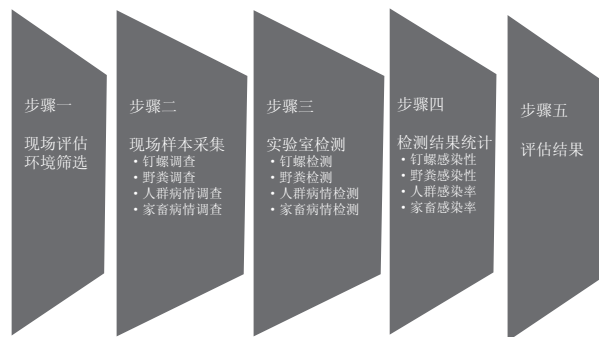 步骤一
现场评估
环境筛选
步骤二
现场样本采集
• 钉螺调查
• 野粪调查
• 人群病情调查
• 家畜病情调查
步骤三
实验室检测
• 钉螺检测
• 野粪检测
• 人群病情检测
• 家畜病情检测
步骤四
检测结果统计
• 钉螺感染性
• 野粪感染性
• 人群感染率
• 家畜感染率
步骤五
评估结果